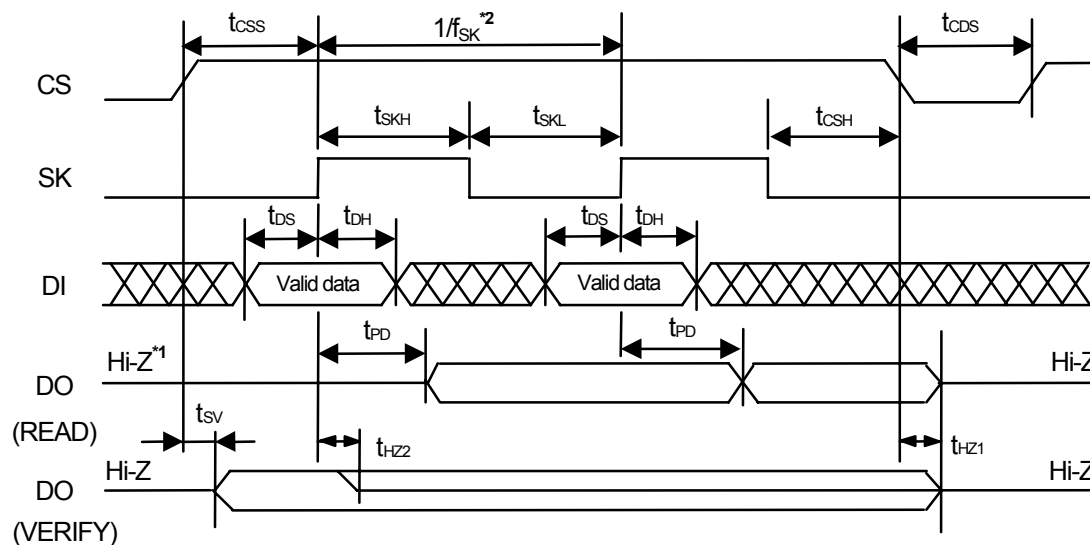 tCSS 1/fSK*2 tCDS
CS
tSKH tSKL tCSH
SK
tDS tDH tDS tDH
DI Valid data Valid data
tPD tPD
Hi-Z*1 Hi-Z
DO
(READ)
tSV tHZ2 tHZ1
Hi-Z Hi-Z
DO
(VERIFY)